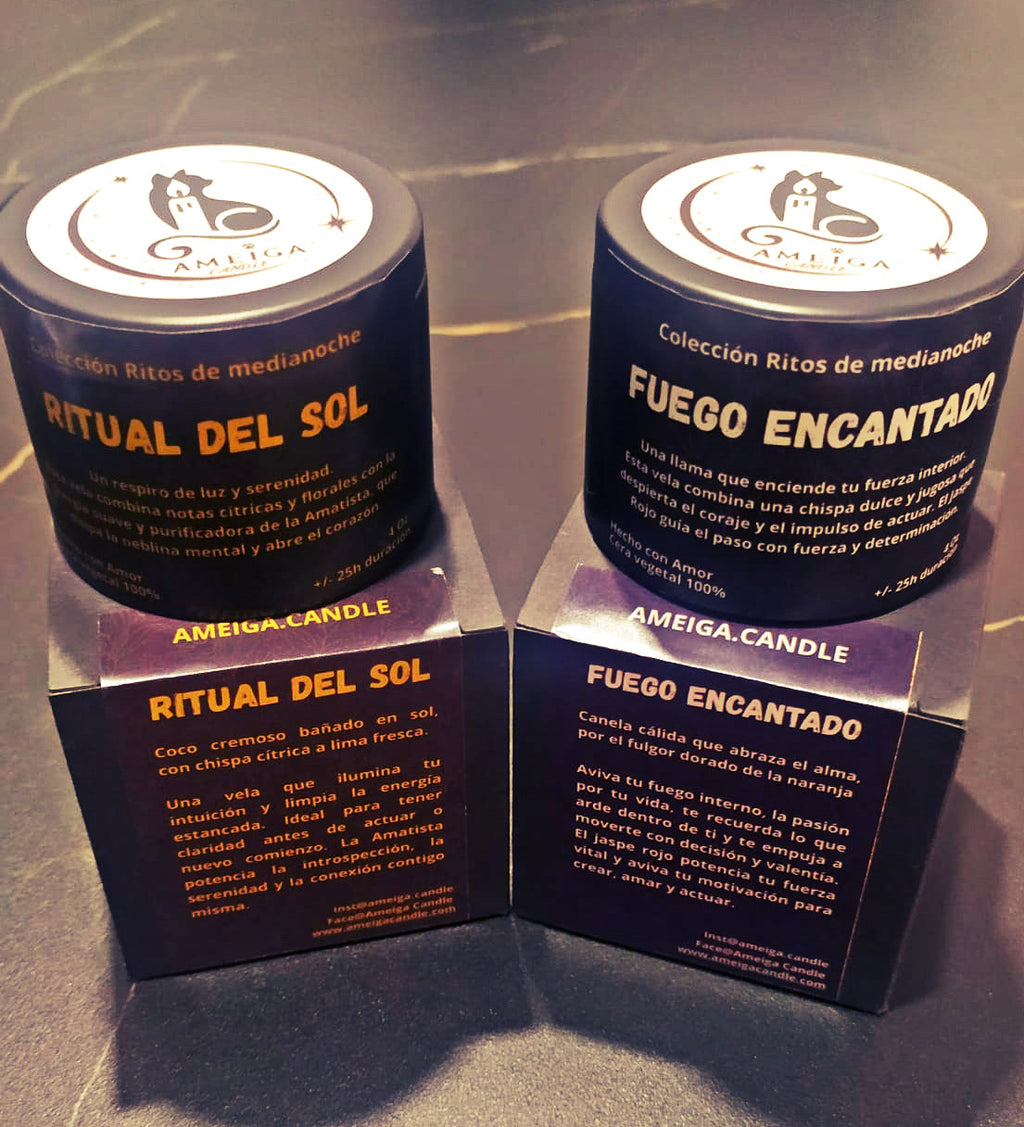 AMEIGA
CANDLE
Colección Ritos de medianoche
RITUAL DEL SOL
Un respiro de luz y serenidad.
vela combina notas cítricas y florales con la
suave y purificadora de la Amatista, que
disipa la neblina mental y abre el corazón
con Amor
vegetal 100%
4 Oz
+/- 25h duración
AMEIGA.CANDLE
RITUAL DEL SOL
Coco cremoso bañado en sol,
con chispa cítrica a lima fresca.
Una vela que ilumina tu
intuición y limpia la energía
estancada. Ideal para tener
claridad antes de actuar o
nuevo comienzo. La Amatista
potencia la introspección, la
serenidad y la conexión contigo
misma.
Inst@ameiga.candle
Face@Ameiga Candle
www.ameigacandle.com
AMEIGA
CANDLE
Colección Ritos de medianoche
FUEGO ENCANTADO
Una llama que enciende tu fuerza interior.
Esta vela combina una chispa dulce y jugosa que
despierta el coraje y el impulso de actuar. El jaspe
Rojo guía el paso con fuerza y determinación.
Hecho con Amor
Cera vegetal 100%
4 Oz
+/- 25h duración
AMEIGA.CANDLE
FUEGO ENCANTADO
Canela cálida que abraza el alma,
por el fulgor dorado de la naranja
Aviva tu fuego interno, la pasión
por tu vida, te recuerda lo que
arde dentro de ti y te empuja a
moverte con decisión y valentía.
El jaspe rojo potencia tu fuerza
vital y aviva tu motivación para
crear, amar y actuar.
Inst@ameiga.candle
Face@Ameiga Candle
www.ameigacandle.com